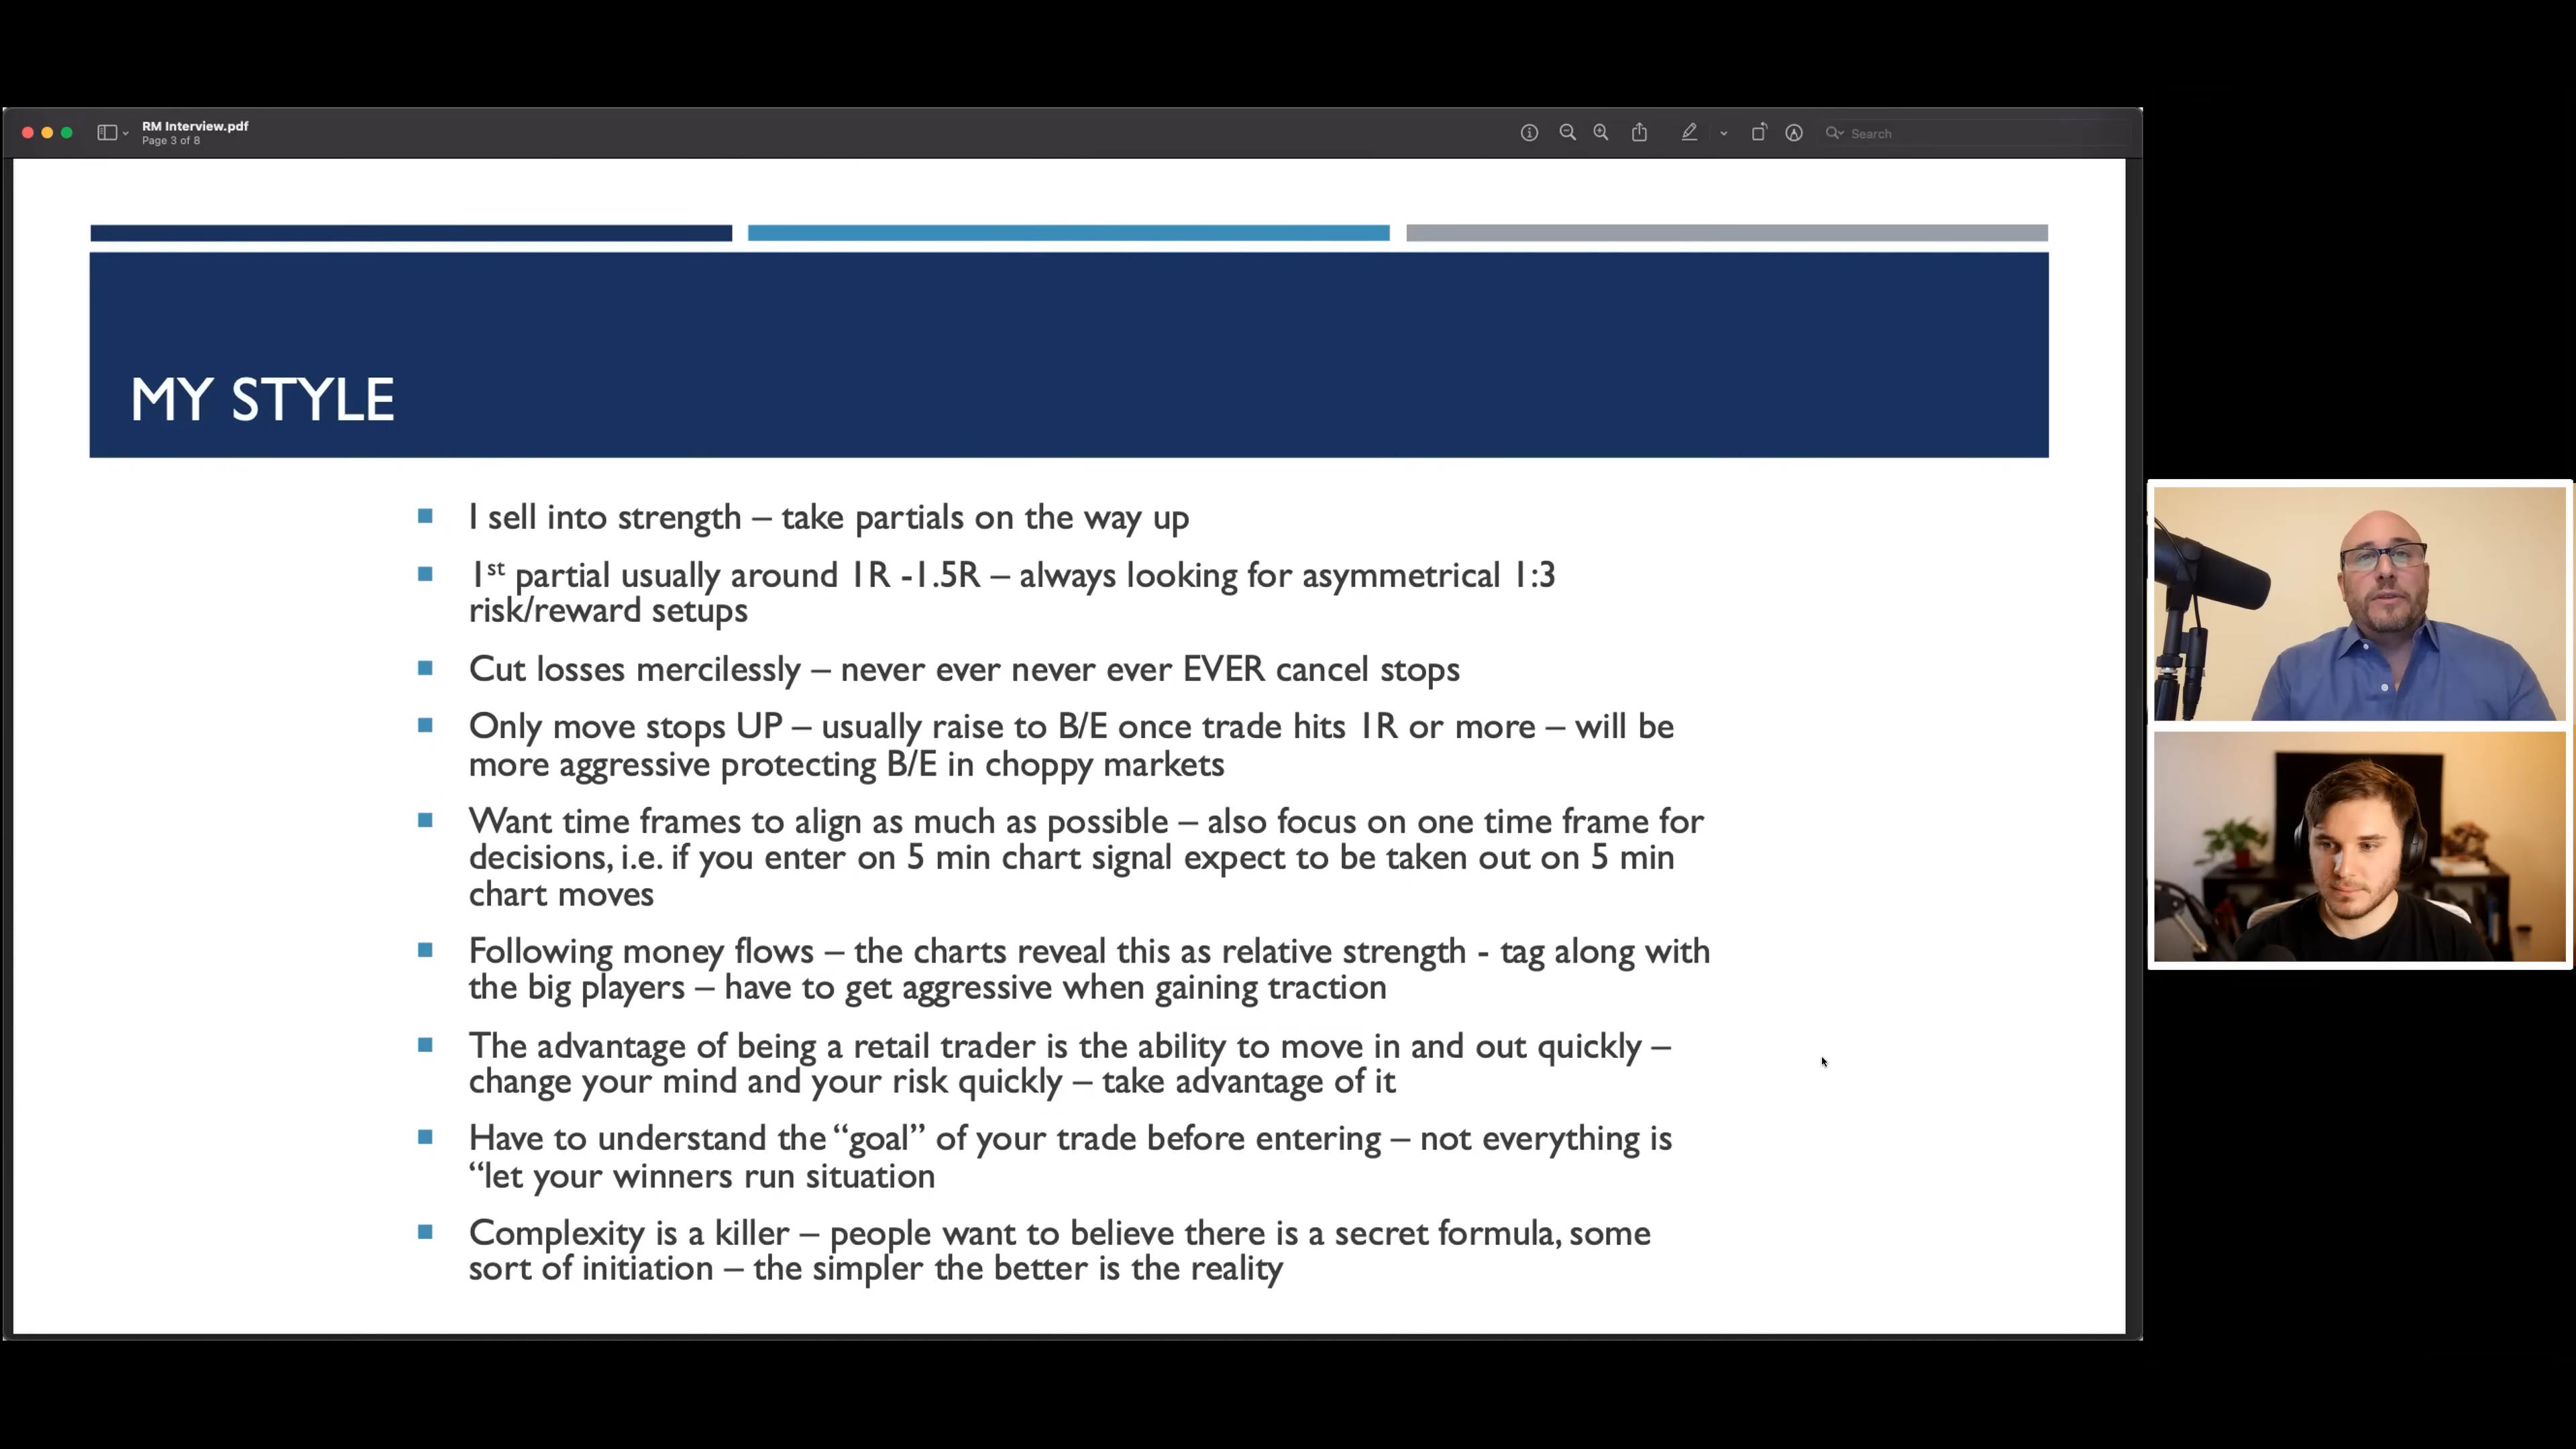 RM Interview.pdf
Page 3 of 8
Search
MY STYLE
I sell into strength – take partials on the way up
1st partial usually around 1R -1.5R – always looking for asymmetrical 1:3
risk/reward setups
Cut losses mercilessly – never ever never ever EVER cancel stops
Only move stops UP – usually raise to B/E once trade hits 1R or more – will be
more aggressive protecting B/E in choppy markets
Want time frames to align as much as possible – also focus on one time frame for
decisions, i.e. if you enter on 5 min chart signal expect to be taken out on 5 min
chart moves
Following money flows – the charts reveal this as relative strength - tag along with
the big players – have to get aggressive when gaining traction
The advantage of being a retail trader is the ability to move in and out quickly –
change your mind and your risk quickly – take advantage of it
Have to understand the “goal” of your trade before entering – not everything is
“let your winners run situation
Complexity is a killer – people want to believe there is a secret formula, some
sort of initiation – the simpler the better is the reality